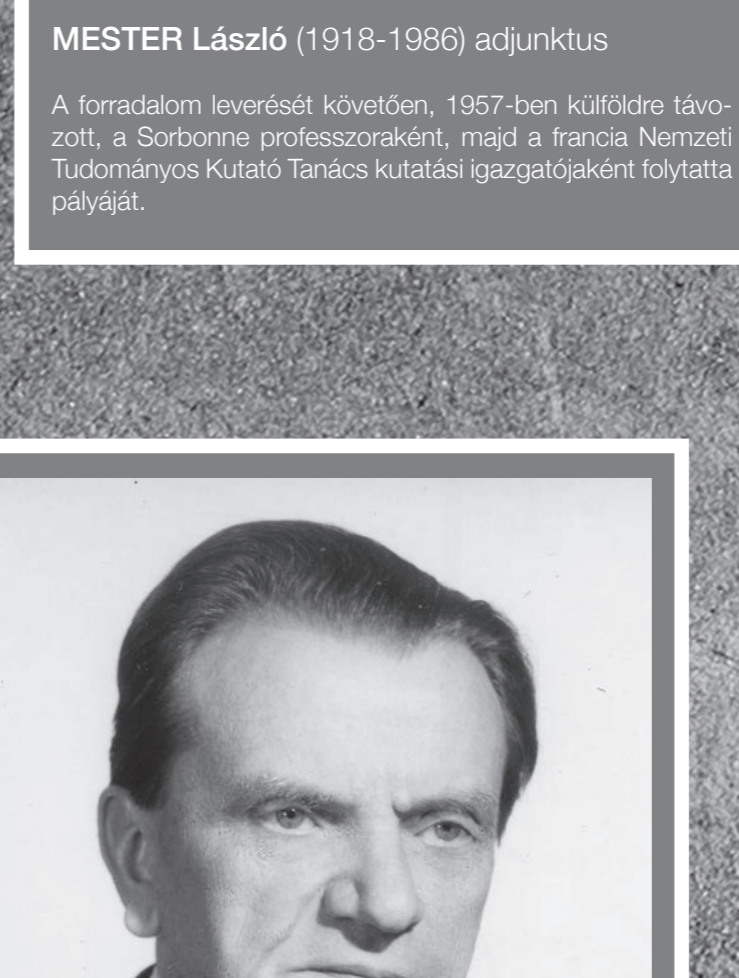 MESTER László (1918-1986) adjunktus
A forradalom leverését követően, 1957-ben külföldre távo-
zott, a Sorbonne professzoraként, majd a francia Nemzeti
Tudományos Kutató Tanács kutatási igazgatójaként folytatta
pályáját.